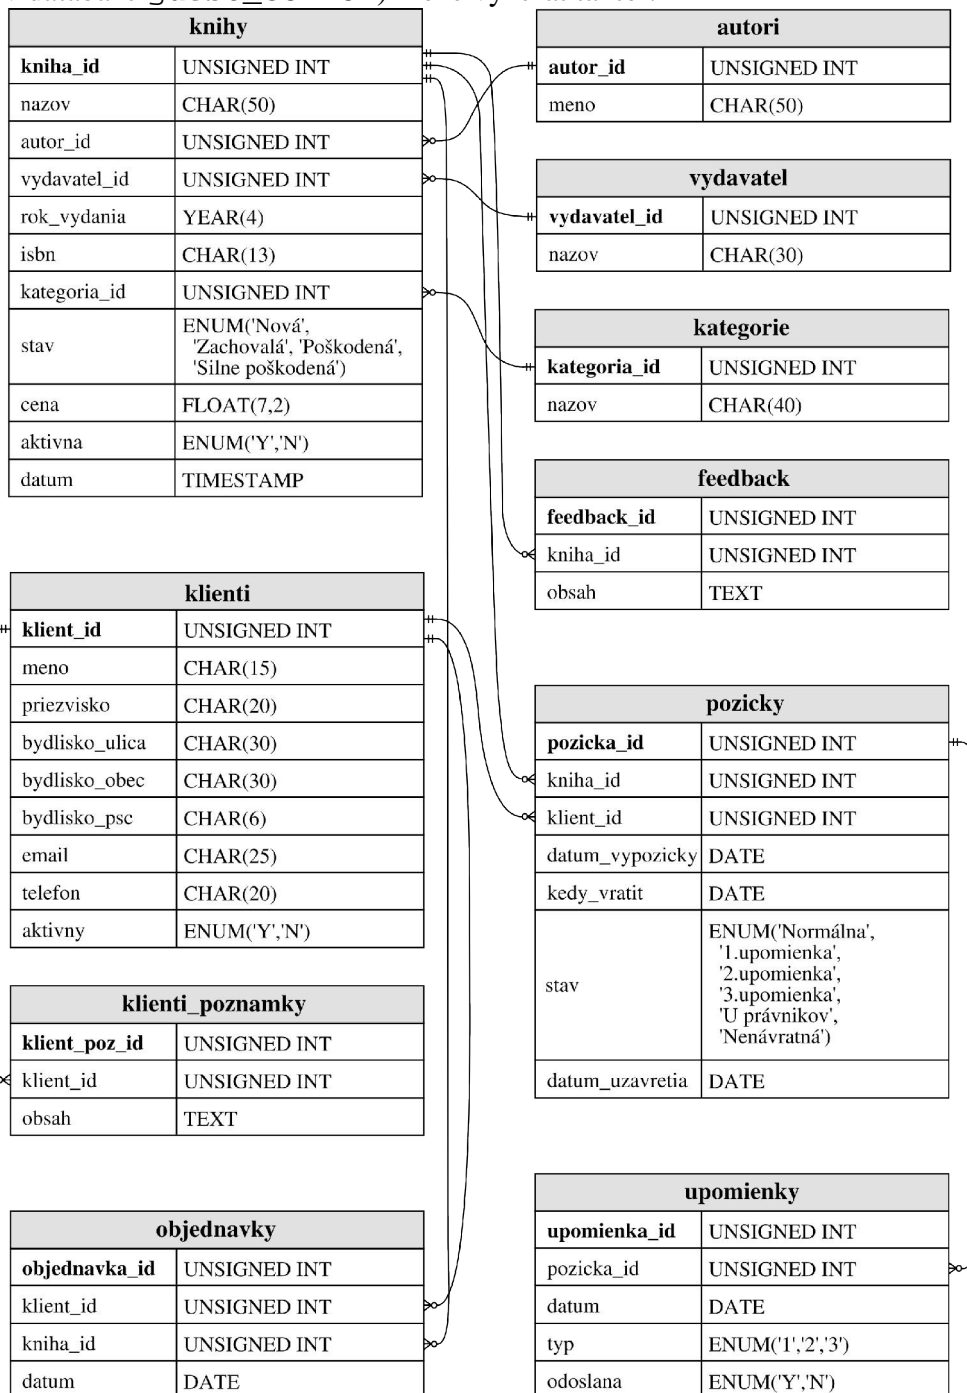 knihy
kniha_id UNSIGNED INT
nazov CHAR(50)
autor_id UNSIGNED INT
vydavatel_id UNSIGNED INT
rok_vydania YEAR(4)
isbn CHAR(13)
kategoria_id UNSIGNED INT
stav ENUM('Nová',
'Zachovalá', 'Poškodená',
'Silne poškodená')
cena FLOAT(7,2)
aktivna ENUM('Y','N')
datum TIMESTAMP
autori
autor_id UNSIGNED INT
meno CHAR(50)
vydavatel
vydavatel_id UNSIGNED INT
nazov CHAR(30)
kategorie
kategoria_id UNSIGNED INT
nazov CHAR(40)
feedback
feedback_id UNSIGNED INT
kniha_id UNSIGNED INT
obsah TEXT
klienti
klient_id UNSIGNED INT
meno CHAR(15)
priezvisko CHAR(20)
bydlisko_ulica CHAR(30)
bydlisko_obec CHAR(30)
bydlisko_psc CHAR(6)
email CHAR(25)
telefon CHAR(20)
aktivny ENUM('Y','N')
pozicky
pozicka_id UNSIGNED INT
kniha_id UNSIGNED INT
klient_id UNSIGNED INT
datum_vypozicky DATE
kedy_vratit DATE
stav ENUM('Normálna',
'1.upomienka',
'2.upomienka',
'3.upomienka',
'U právnikov',
'Nenávratná')
datum_uzavretia DATE
klienti_poznamky
klient_poz_id UNSIGNED INT
klient_id UNSIGNED INT
obsah TEXT
objednavky
objednavka_id UNSIGNED INT
klient_id UNSIGNED INT
kniha_id UNSIGNED INT
datum DATE
upomienky
upomienka_id UNSIGNED INT
pozicka_id UNSIGNED INT
datum DATE
typ ENUM('1','2','3')
odoslana ENUM('Y','N')